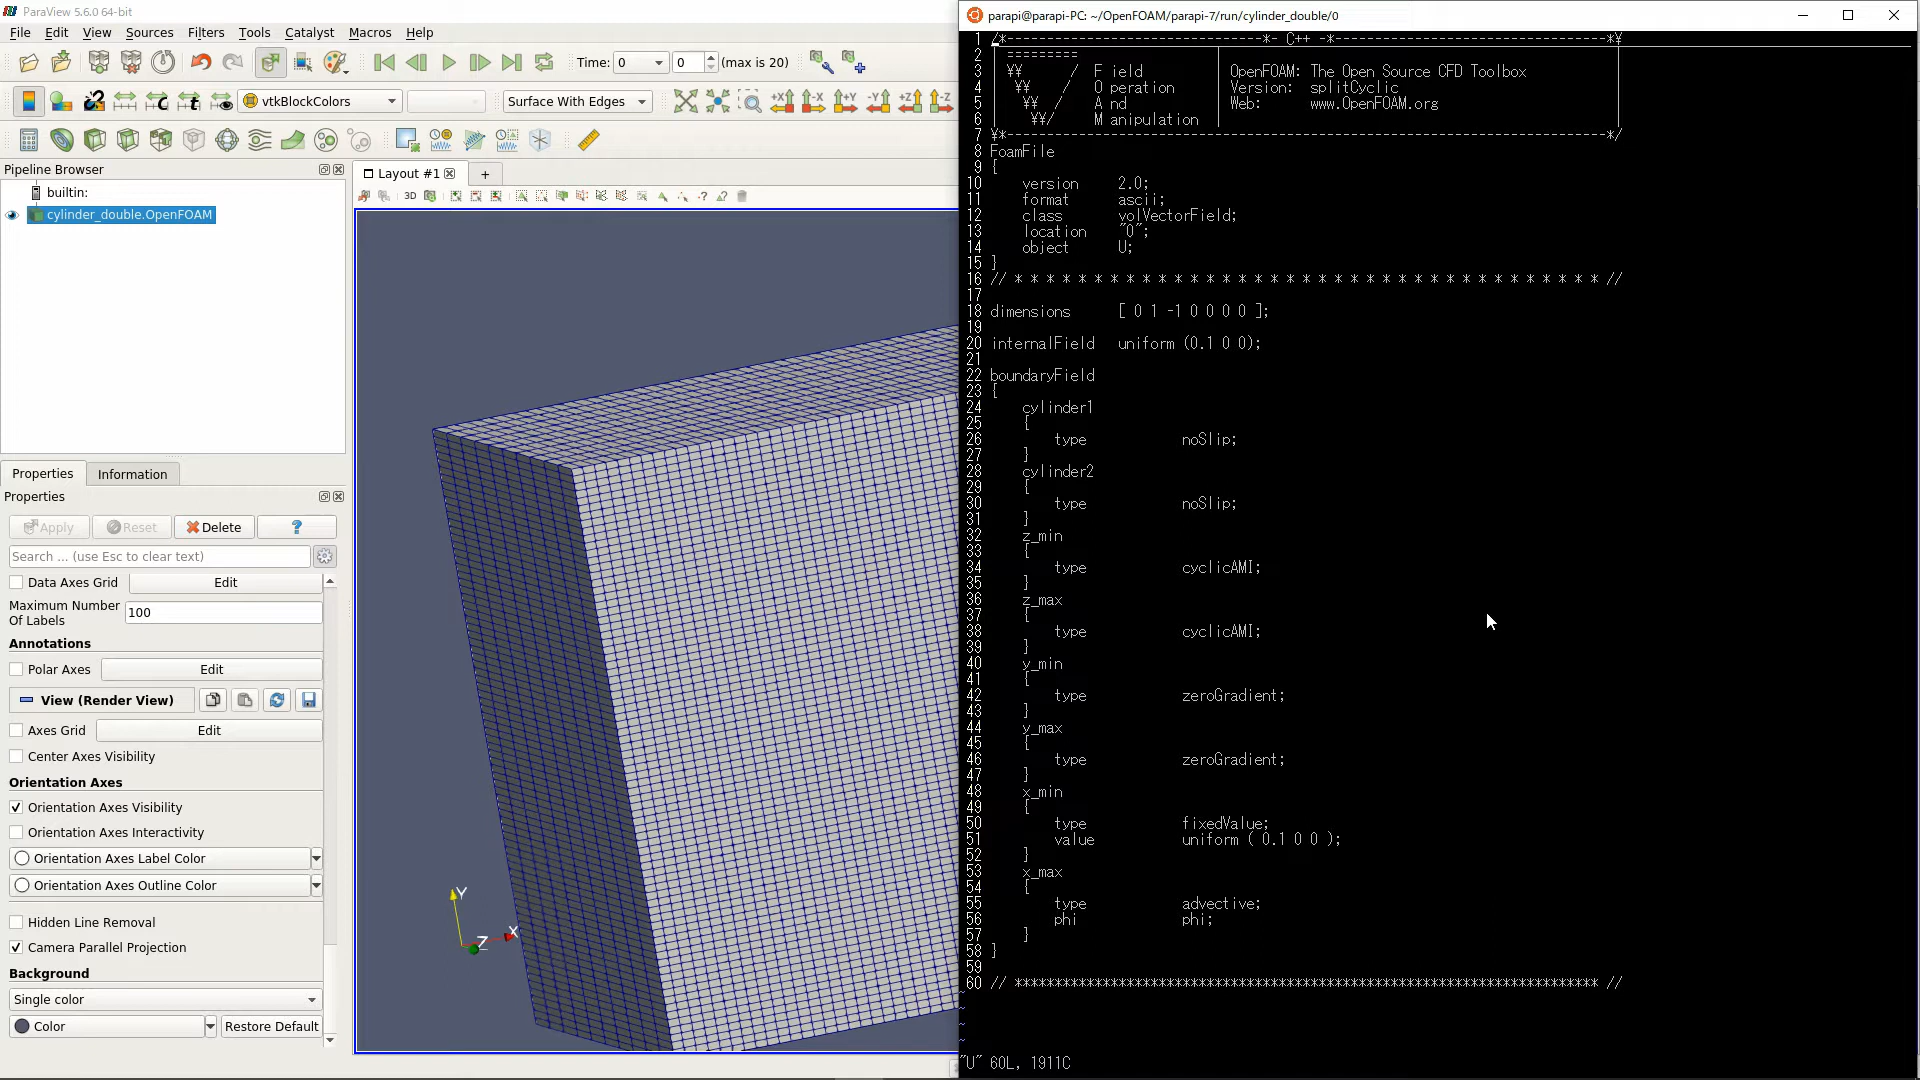 ParaView 5.6.0 64-bit
File Edit View Sources Filters Tools Catalyst Macros Help
Time: 0 0 (max is 20)
vtkBlockColors Surface With Edges +X -X +Y -Y +Z -Z
Pipeline Browser
builtin:
cylinder_double.OpenFOAM
Layout #1 +
3D
Properties Information
Properties
Apply Reset Delete ?
Search ... (use Esc to clear text)
Data Axes Grid Edit
Maximum Number Of Labels 100
Annotations
Polar Axes Edit
View (Render View)
Axes Grid Edit
Center Axes Visibility
Orientation Axes
Orientation Axes Visibility
Orientation Axes Interactivity
Orientation Axes Label Color
Orientation Axes Outline Color
Hidden Line Removal
Camera Parallel Projection
Background
Single color
Color Restore Default
Y
Z X
parapi@parapi-PC: ~/OpenFOAM/parapi-7/run/cylinder_double/0
1 /*--------------------------------*- C++ -*----------------------------------*¥
2 =========                 |
3 ¥¥      /  F ield         | OpenFOAM: The Open Source CFD Toolbox
4 ¥¥    /   O peration     | Version:  splitCyclic
5 ¥¥  /    A nd           | Web:      www.OpenFOAM.org
6 ¥¥/     M anipulation  |
7 ¥*---------------------------------------------------------------------------*/
8 FoamFile
9 {
10     version     2.0;
11     format      ascii;
12     class       volVectorField;
13     location    "0";
14     object      U;
15 }
16 // * * * * * * * * * * * * * * * * * * * * * * * * * * * * * * * * * * * * * //
17
18 dimensions      [ 0 1 -1 0 0 0 0 ];
19
20 internalField   uniform (0.1 0 0);
21
22 boundaryField
23 {
24     cylinder1
25     {
26         type            noSlip;
27     }
28     cylinder2
29     {
30         type            noSlip;
31     }
32     z_min
33     {
34         type            cyclicAMI;
35     }
36     z_max
37     {
38         type            cyclicAMI;
39     }
40     y_min
41     {
42         type            zeroGradient;
43     }
44     y_max
45     {
46         type            zeroGradient;
47     }
48     x_min
49     {
50         type            fixedValue;
51         value           uniform ( 0.1 0 0 );
52     }
53     x_max
54     {
55         type            advective;
56         phi             phi;
57     }
58 }
59
60 // ************************************************************************* //
~
~
~
~
"U" 60L, 1911C